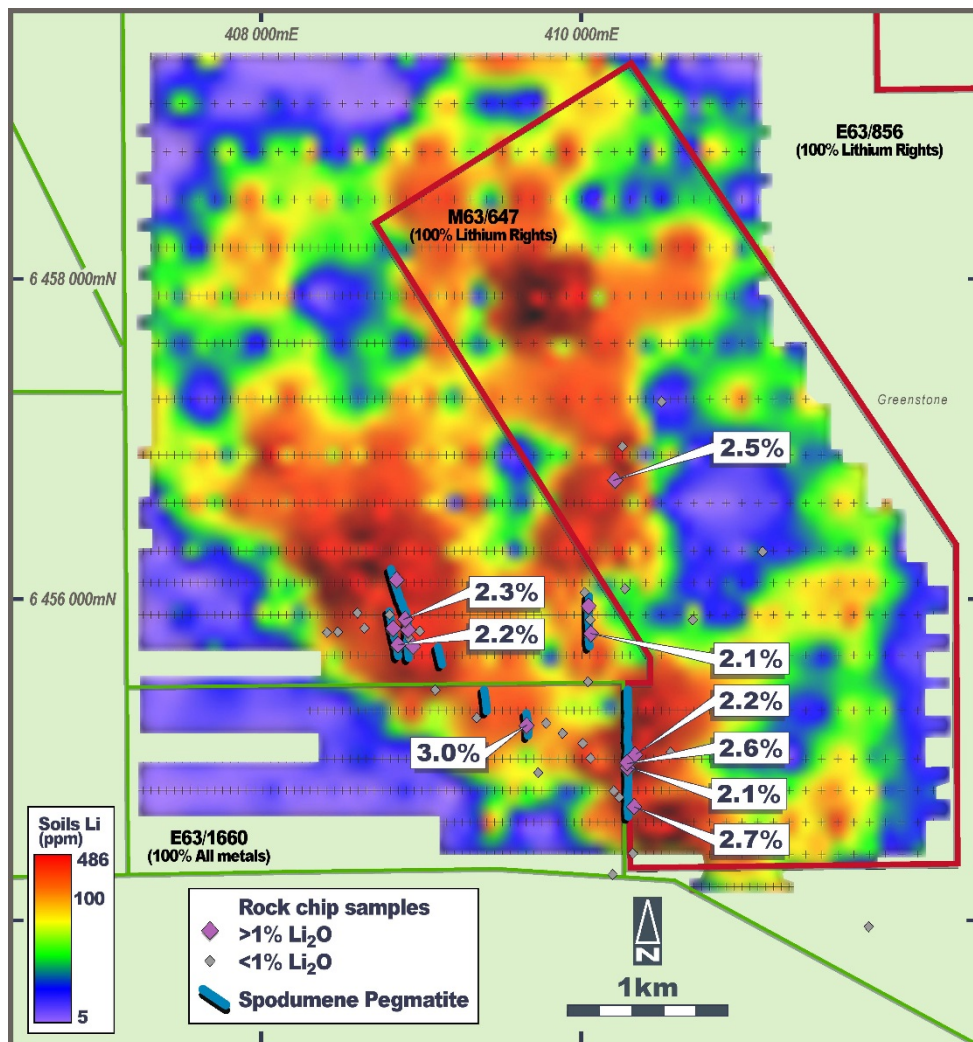 408 000mE
410 000mE
E63/856
(100% Lithium Rights)
M63/647
(100% Lithium Rights)
6 458 000mN
Greenstone
2.5%
6 456 000mN
2.3%
2.2%
2.1%
2.2%
3.0%
2.6%
2.1%
2.7%
Soils Li
(ppm)
486
100
5
E63/1660
(100% All metals)
Rock chip samples
>1% Li₂O
<1% Li₂O
Spodumene Pegmatite
N
1km